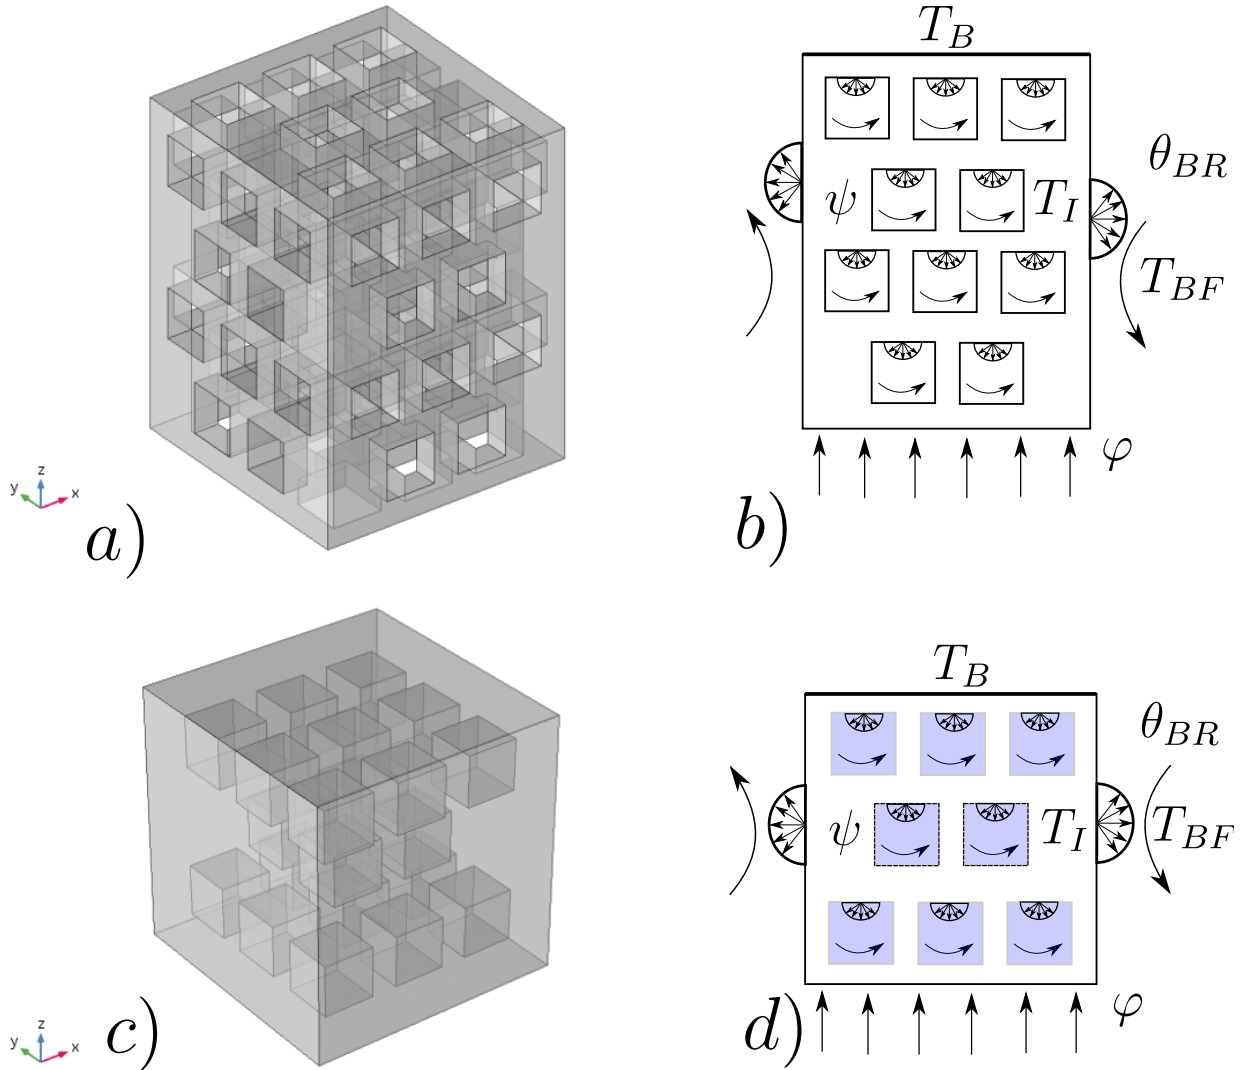 z
y
x
a)
T_B
θ_BR
ψ
T_I
T_BF
φ
b)
z
y
x
c)
T_B
θ_BR
ψ
T_I
T_BF
φ
d)